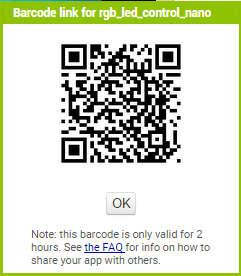 Barcode link for rgb_led_control_nano
OK
Note: this barcode is only valid for 2
hours. See the FAQ for info on how to
share your app with others.